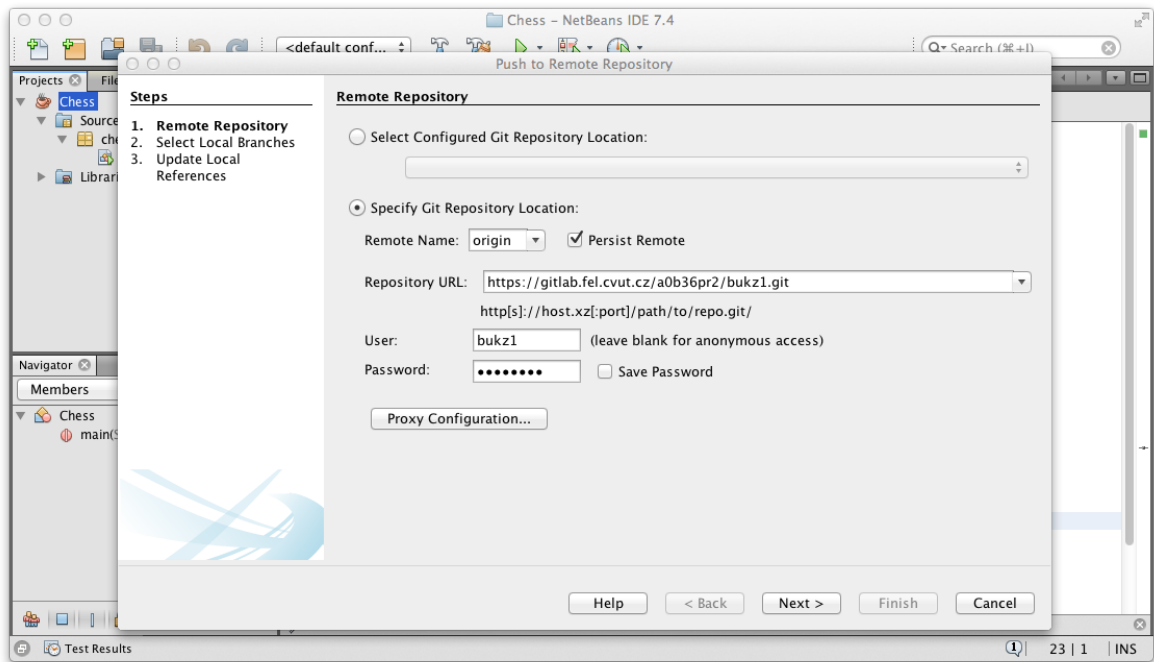 Chess – NetBeans IDE 7.4
<default conf...
Search (⌘+I)
Push to Remote Repository
Projects
Steps
Remote Repository
Chess
Source
1. Remote Repository
2. Select Local Branches
3. Update Local
References
Select Configured Git Repository Location:
Specify Git Repository Location:
Remote Name: origin Persist Remote
Repository URL: https://gitlab.fel.cvut.cz/a0b36pr2/bukz1.git
http[s]://host.xz[:port]/path/to/repo.git/
User: bukz1 (leave blank for anonymous access)
Password: •••••••• Save Password
Proxy Configuration...
Navigator
Members
Chess
main(
Help < Back Next > Finish Cancel
Test Results
1 23 | 1 INS